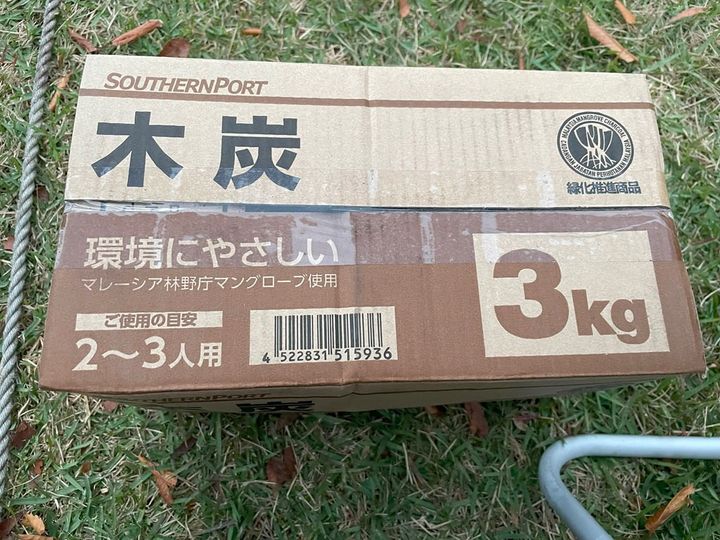 SOUTHERNPORT
木炭
緑化推進商品
環境にやさしい
マレーシア林野庁マングローブ使用
ご使用の目安
2〜3人用
4 522831 515936
3kg
SOUTHERNPORT